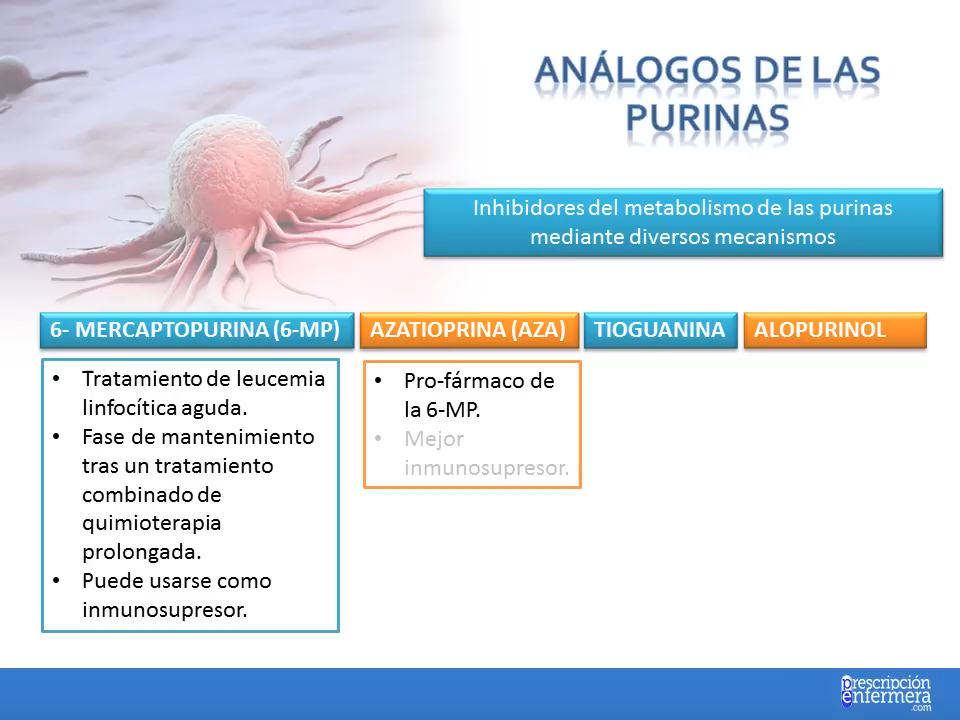 ANÁLOGOS DE LAS
PURINAS
Inhibidores del metabolismo de las purinas
mediante diversos mecanismos
6- MERCAPTOPURINA (6-MP)
AZATIOPRINA (AZA)
TIOGUANINA
ALOPURINOL
• Tratamiento de leucemia
linfocítica aguda.
• Fase de mantenimiento
tras un tratamiento
combinado de
quimioterapia
prolongada.
• Puede usarse como
inmunosupresor.
• Pro-fármaco de
la 6-MP.
• Mejor
inmunosupresor.
prescripción
enfermera
.com